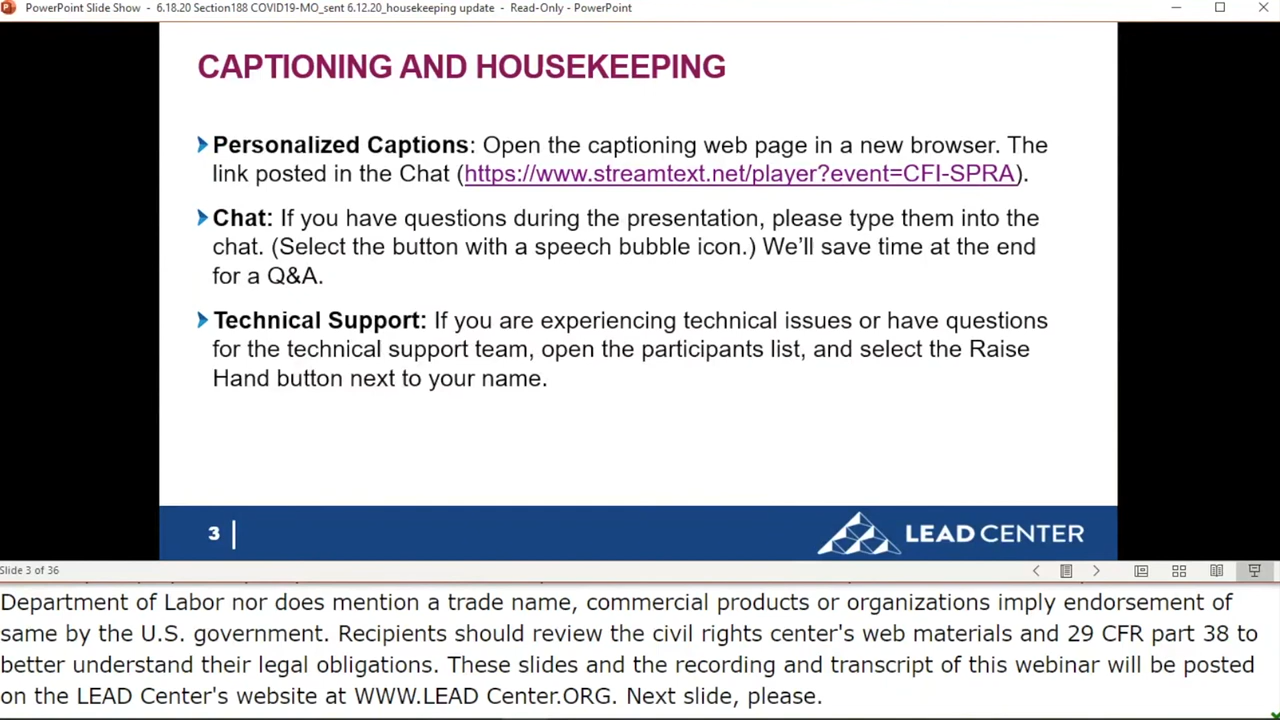 PowerPoint Slide Show - 6.18.20 Section188 COVID19-MO_sent 6.12.20_housekeeping update - Read-Only - PowerPoint
CAPTIONING AND HOUSEKEEPING
Personalized Captions: Open the captioning web page in a new browser. The
link posted in the Chat (https://www.streamtext.net/player?event=CFI-SPRA).
Chat: If you have questions during the presentation, please type them into the
chat. (Select the button with a speech bubble icon.) We’ll save time at the end
for a Q&A.
Technical Support: If you are experiencing technical issues or have questions
for the technical support team, open the participants list, and select the Raise
Hand button next to your name.
3
LEAD CENTER
Slide 3 of 36
Department of Labor nor does mention a trade name, commercial products or organizations imply endorsement of
same by the U.S. government. Recipients should review the civil rights center's web materials and 29 CFR part 38 to
better understand their legal obligations. These slides and the recording and transcript of this webinar will be posted
on the LEAD Center's website at WWW.LEAD Center.ORG. Next slide, please.